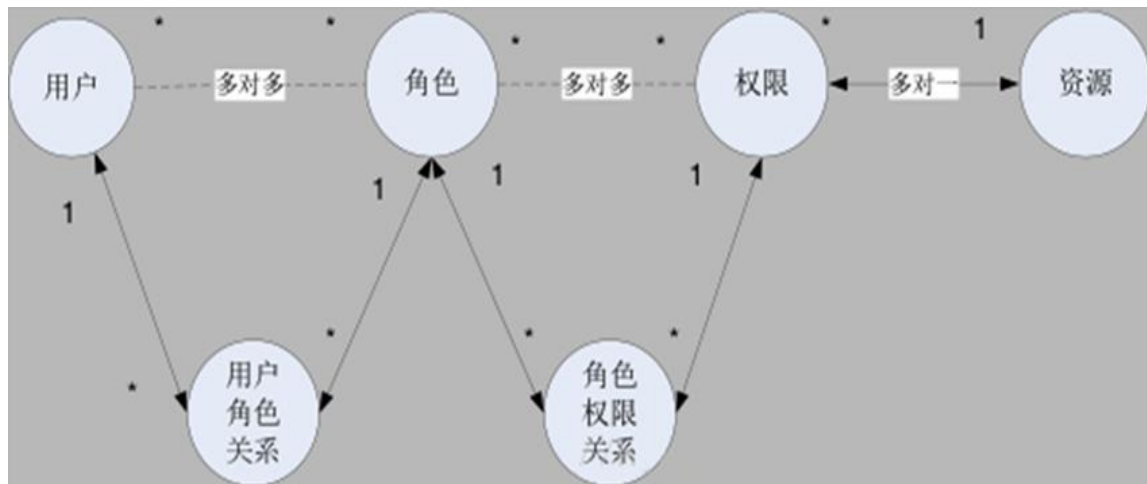 * * * * * 1
用户 多对多 角色 多对多 权限 多对一 资源
1 1 1 1
* * * *
用户
角色
关系
角色
权限
关系